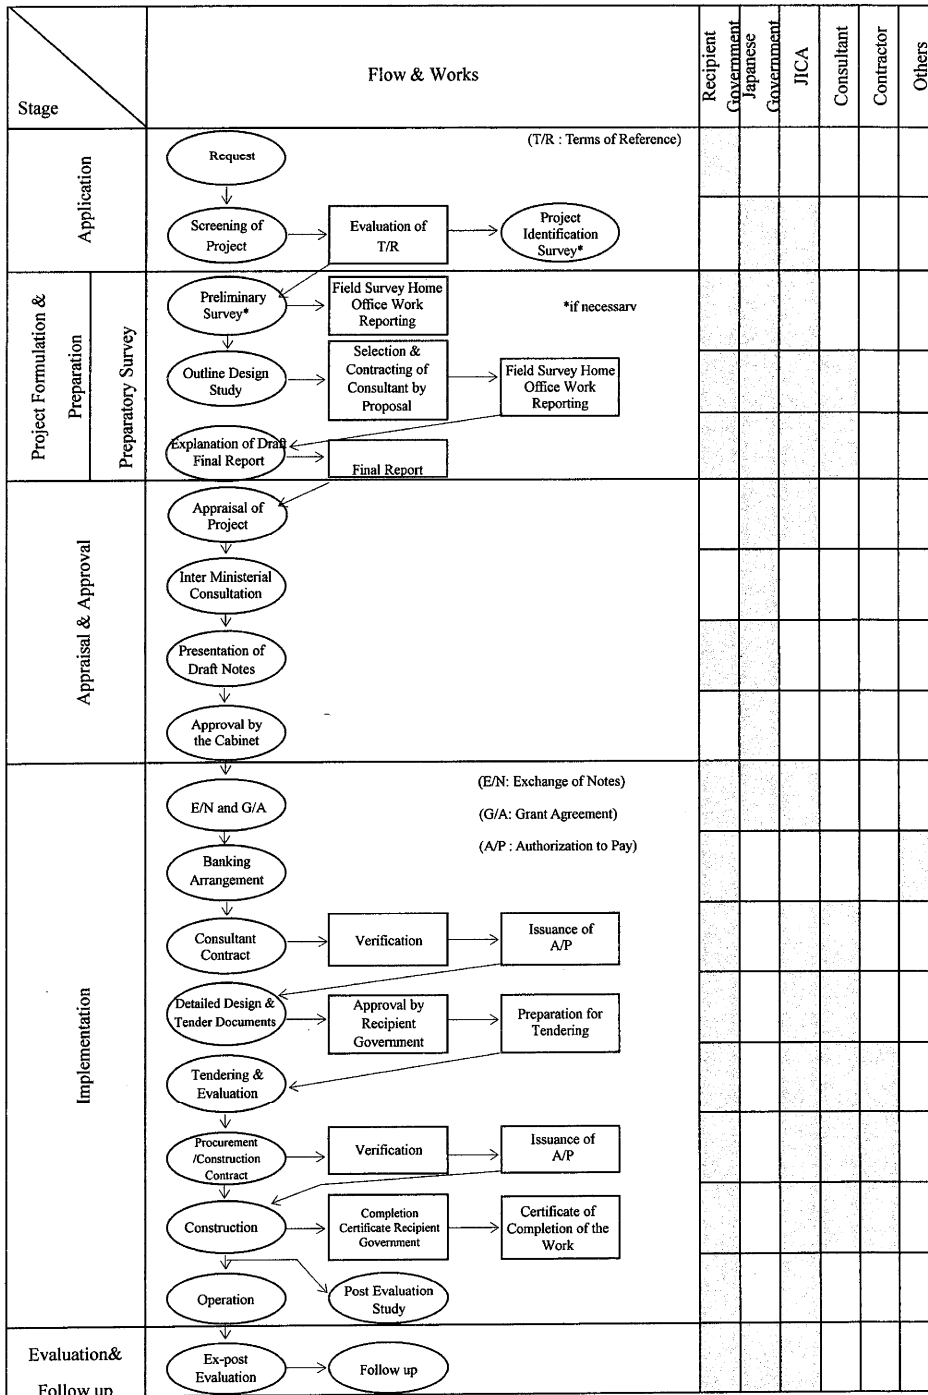 Stage
Flow & Works
Recipient
Government
Japanese
Government
JICA
Consultant
Contractor
Others
Application
(T/R : Terms of Reference)
Request
Screening of
Project
Evaluation of
T/R
Project
Identification
Survey*
Project Formulation &
Preparation
Preparatory Survey
Preliminary
Survey*
Field Survey Home
Office Work
Reporting
*if necessary
Outline Design
Study
Selection &
Contracting of
Consultant by
Proposal
Field Survey Home
Office Work
Reporting
Explanation of Draft
Final Report
Final Report
Appraisal & Approval
Appraisal of
Project
Inter Ministerial
Consultation
Presentation of
Draft Notes
Approval by
the Cabinet
Implementation
(E/N: Exchange of Notes)
E/N and G/A
(G/A: Grant Agreement)
(A/P : Authorization to Pay)
Banking
Arrangement
Consultant
Contract
Verification
Issuance of
A/P
Detailed Design &
Tender Documents
Approval by
Recipient
Government
Preparation for
Tendering
Tendering &
Evaluation
Procurement
/Construction
Contract
Verification
Issuance of
A/P
Construction
Completion
Certificate Recipient
Government
Certificate of
Completion of the
Work
Operation
Post Evaluation
Study
Evaluation&
Follow up
Ex-post
Evaluation
Follow up